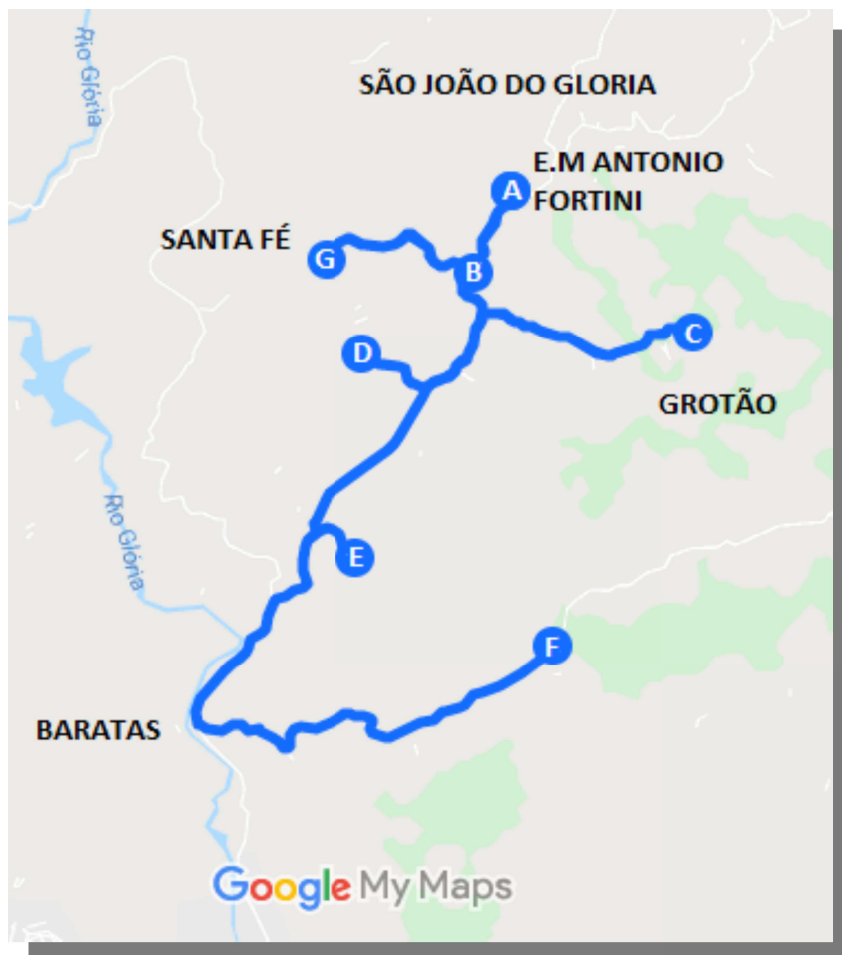 Rio Glória
SÃO JOÃO DO GLORIA
E.M ANTONIO
FORTINI
A
SANTA FÉ
G
B
D
C
GROTÃO
Rio Glória
E
F
BARATAS
Google My Maps